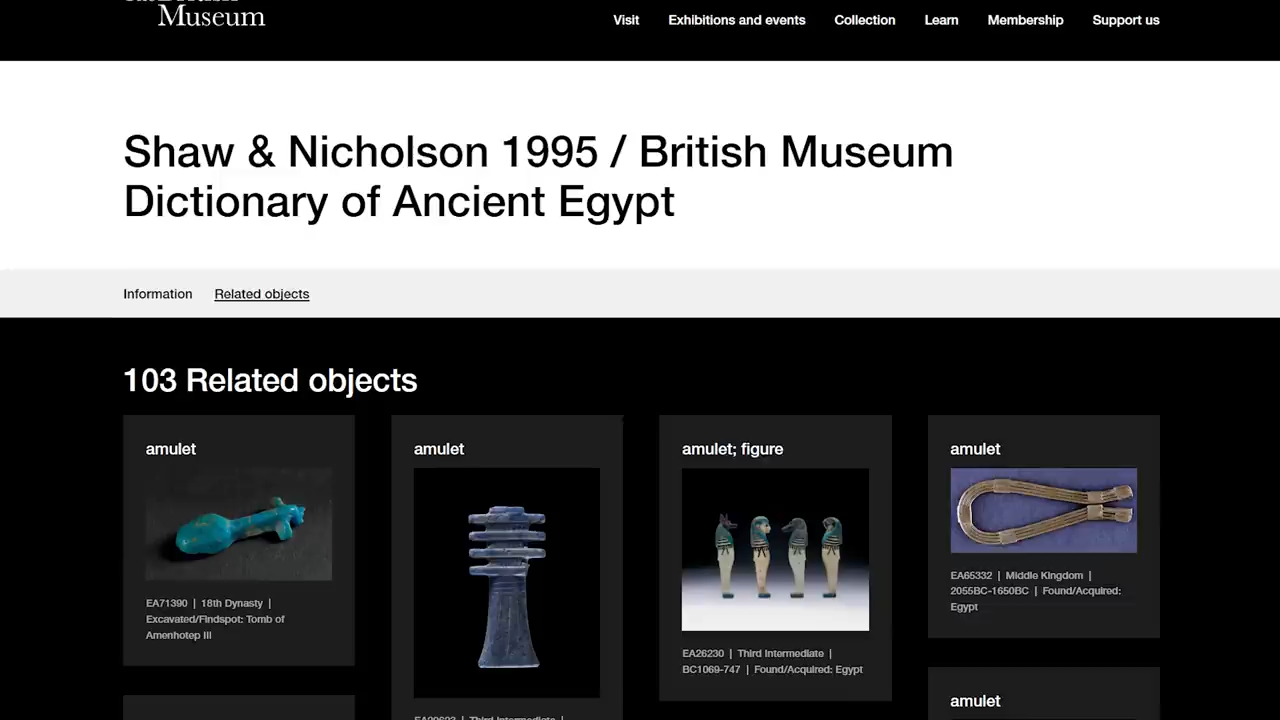 Museum
Visit
Exhibitions and events
Collection
Learn
Membership
Support us
Shaw & Nicholson 1995 / British Museum
Dictionary of Ancient Egypt
Information
Related objects
103 Related objects
amulet
EA71390 | 18th Dynasty |
Excavated/Findspot: Tomb of
Amenhotep III
amulet
amulet; figure
EA26230 | Third Intermediate |
BC1069-747 | Found/Acquired: Egypt
amulet
EA65332 | Middle Kingdom |
2055BC-1650BC | Found/Acquired:
Egypt
amulet